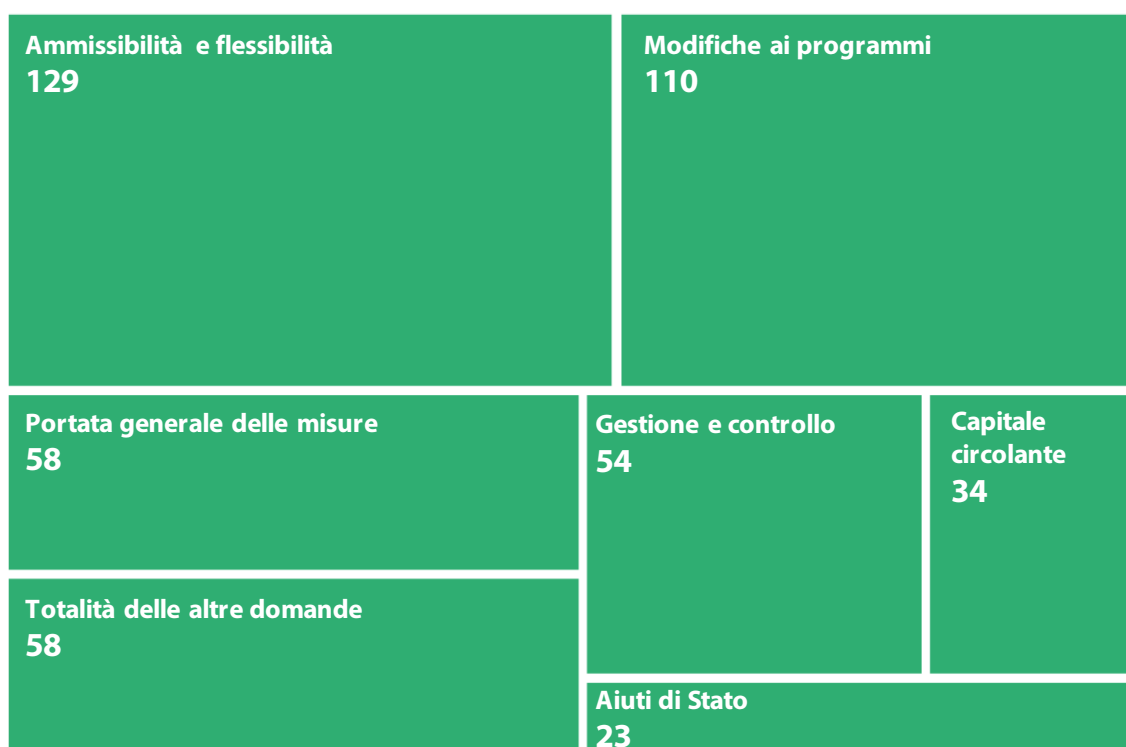 Ammissibilità e flessibilità
129
Modifiche ai programmi
110
Portata generale delle misure
58
Gestione e controllo
54
Capitale
circolante
34
Totalità delle altre domande
58
Aiuti di Stato
23